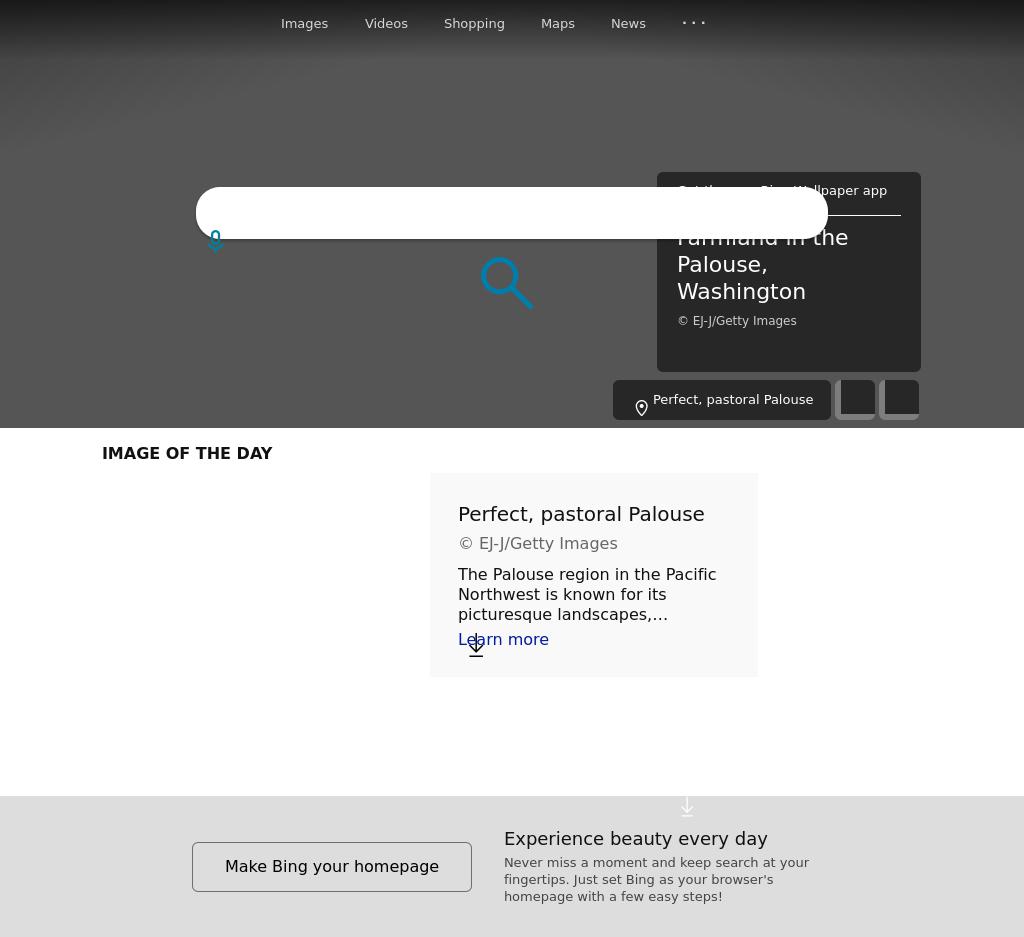 Images Videos Shopping Maps News ...
Wallpaper app
Farmland in the
Palouse,
Washington
© EJ-J/Getty Images
Perfect, pastoral Palouse
IMAGE OF THE DAY
Perfect, pastoral Palouse
© EJ-J/Getty Images
The Palouse region in the Pacific
Northwest is known for its
picturesque landscapes,...
Learn more
Make Bing your homepage
Experience beauty every day
Never miss a moment and keep search at your
fingertips. Just set Bing as your browser's
homepage with a few easy steps!